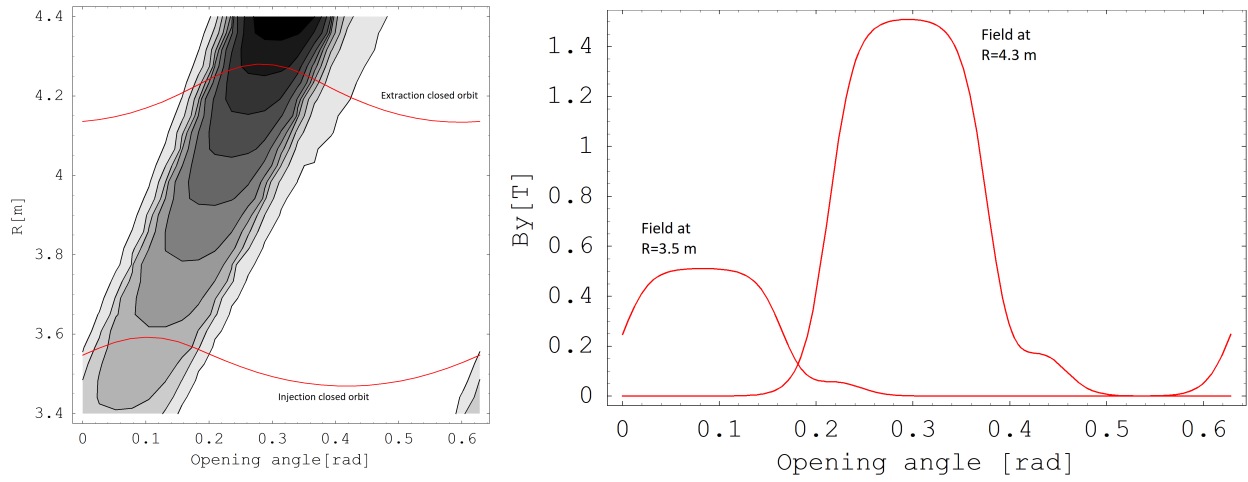 4.4
4.2
4
3.8
3.6
3.4
R[m]
Extraction closed orbit
Injection closed orbit
0 0.1 0.2 0.3 0.4 0.5 0.6
Opening angle[rad]
1.4
1.2
1
0.8
0.6
0.4
0.2
0
By[T]
Field at
R=4.3 m
Field at
R=3.5 m
0 0.1 0.2 0.3 0.4 0.5 0.6
Opening angle [rad]